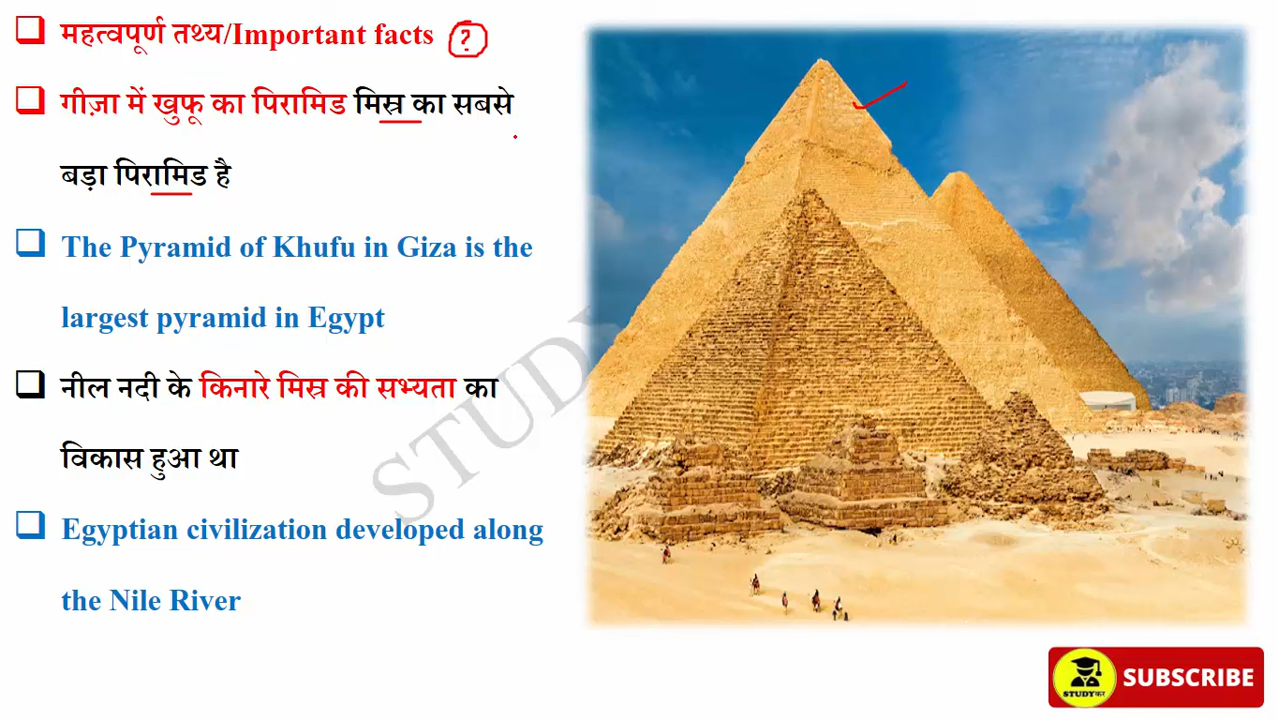 महत्वपूर्ण तथ्य/Important facts ?
गीज़ा में खुफू का पिरामिड मिस्र का सबसे
बड़ा पिरामिड है
The Pyramid of Khufu in Giza is the
largest pyramid in Egypt
नील नदी के किनारे मिस्र की सभ्यता का
विकास हुआ था
Egyptian civilization developed along
the Nile River
STUDY
SUBSCRIBE
STUDYकर